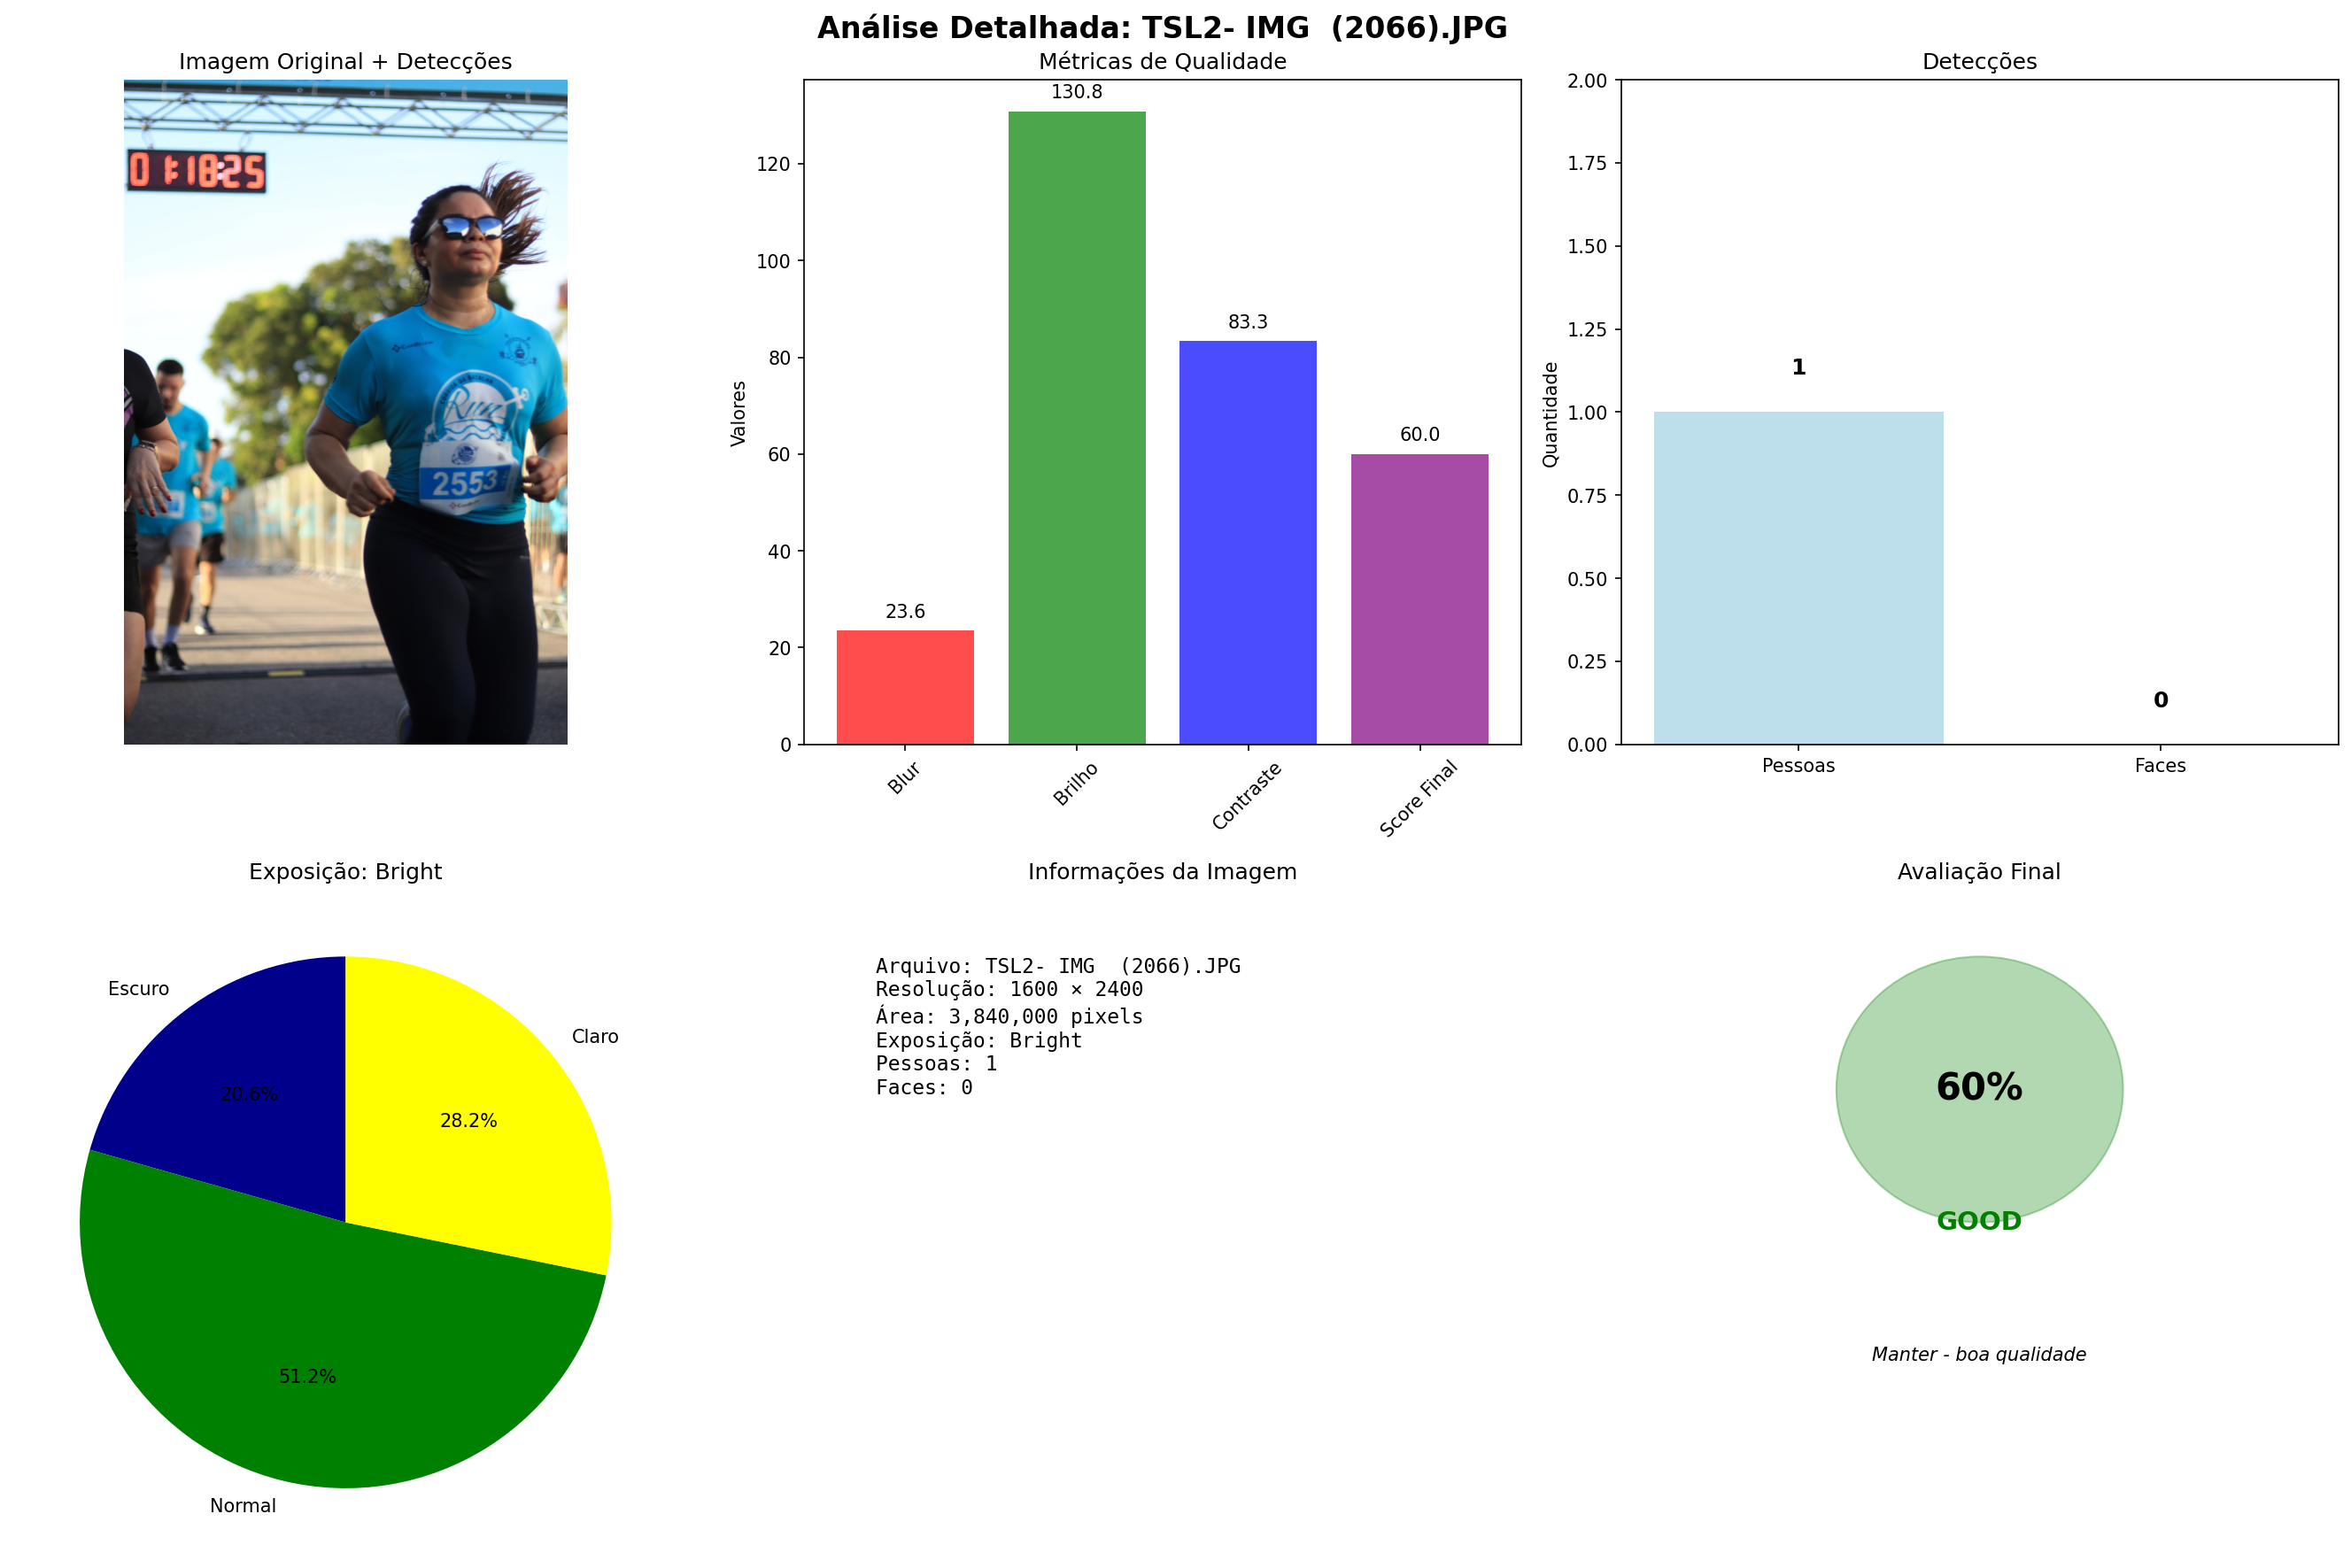 Análise Detalhada: TSL2- IMG  (2066).JPG
Imagem Original + Detecções
01:18:25
Run
2553
Métricas de Qualidade
Valores
120
100
80
60
40
20
0
130.8
83.3
60.0
23.6
Blur
Brilho
Contraste
Score Final
Detecções
Quantidade
2.00
1.75
1.50
1.25
1.00
0.75
0.50
0.25
0.00
1
0
Pessoas
Faces
Exposição: Bright
Escuro
Claro
20.6%
28.2%
51.2%
Normal
Informações da Imagem
Arquivo: TSL2- IMG  (2066).JPG
Resolução: 1600 × 2400
Área: 3,840,000 pixels
Exposição: Bright
Pessoas: 1
Faces: 0
Avaliação Final
60%
GOOD
Manter - boa qualidade